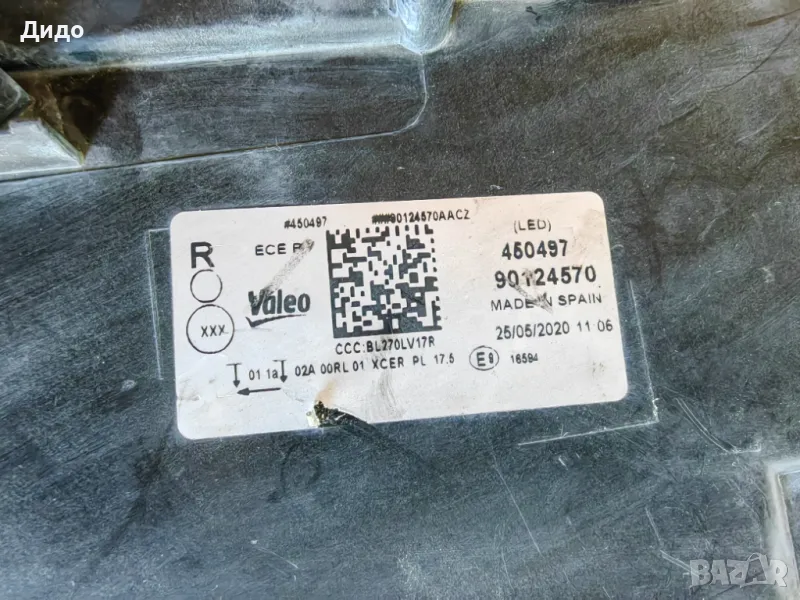 Дидо
#450497 ###90124570AACZ
R ECE
(LED)
450497
90124570
Valeo
MADE IN SPAIN
XXX
CCC:BL270LV17R
25/05/2020 11 06
01 1a 02A 00RL 01 XCER PL 17.5 E9 16594
BAZAR